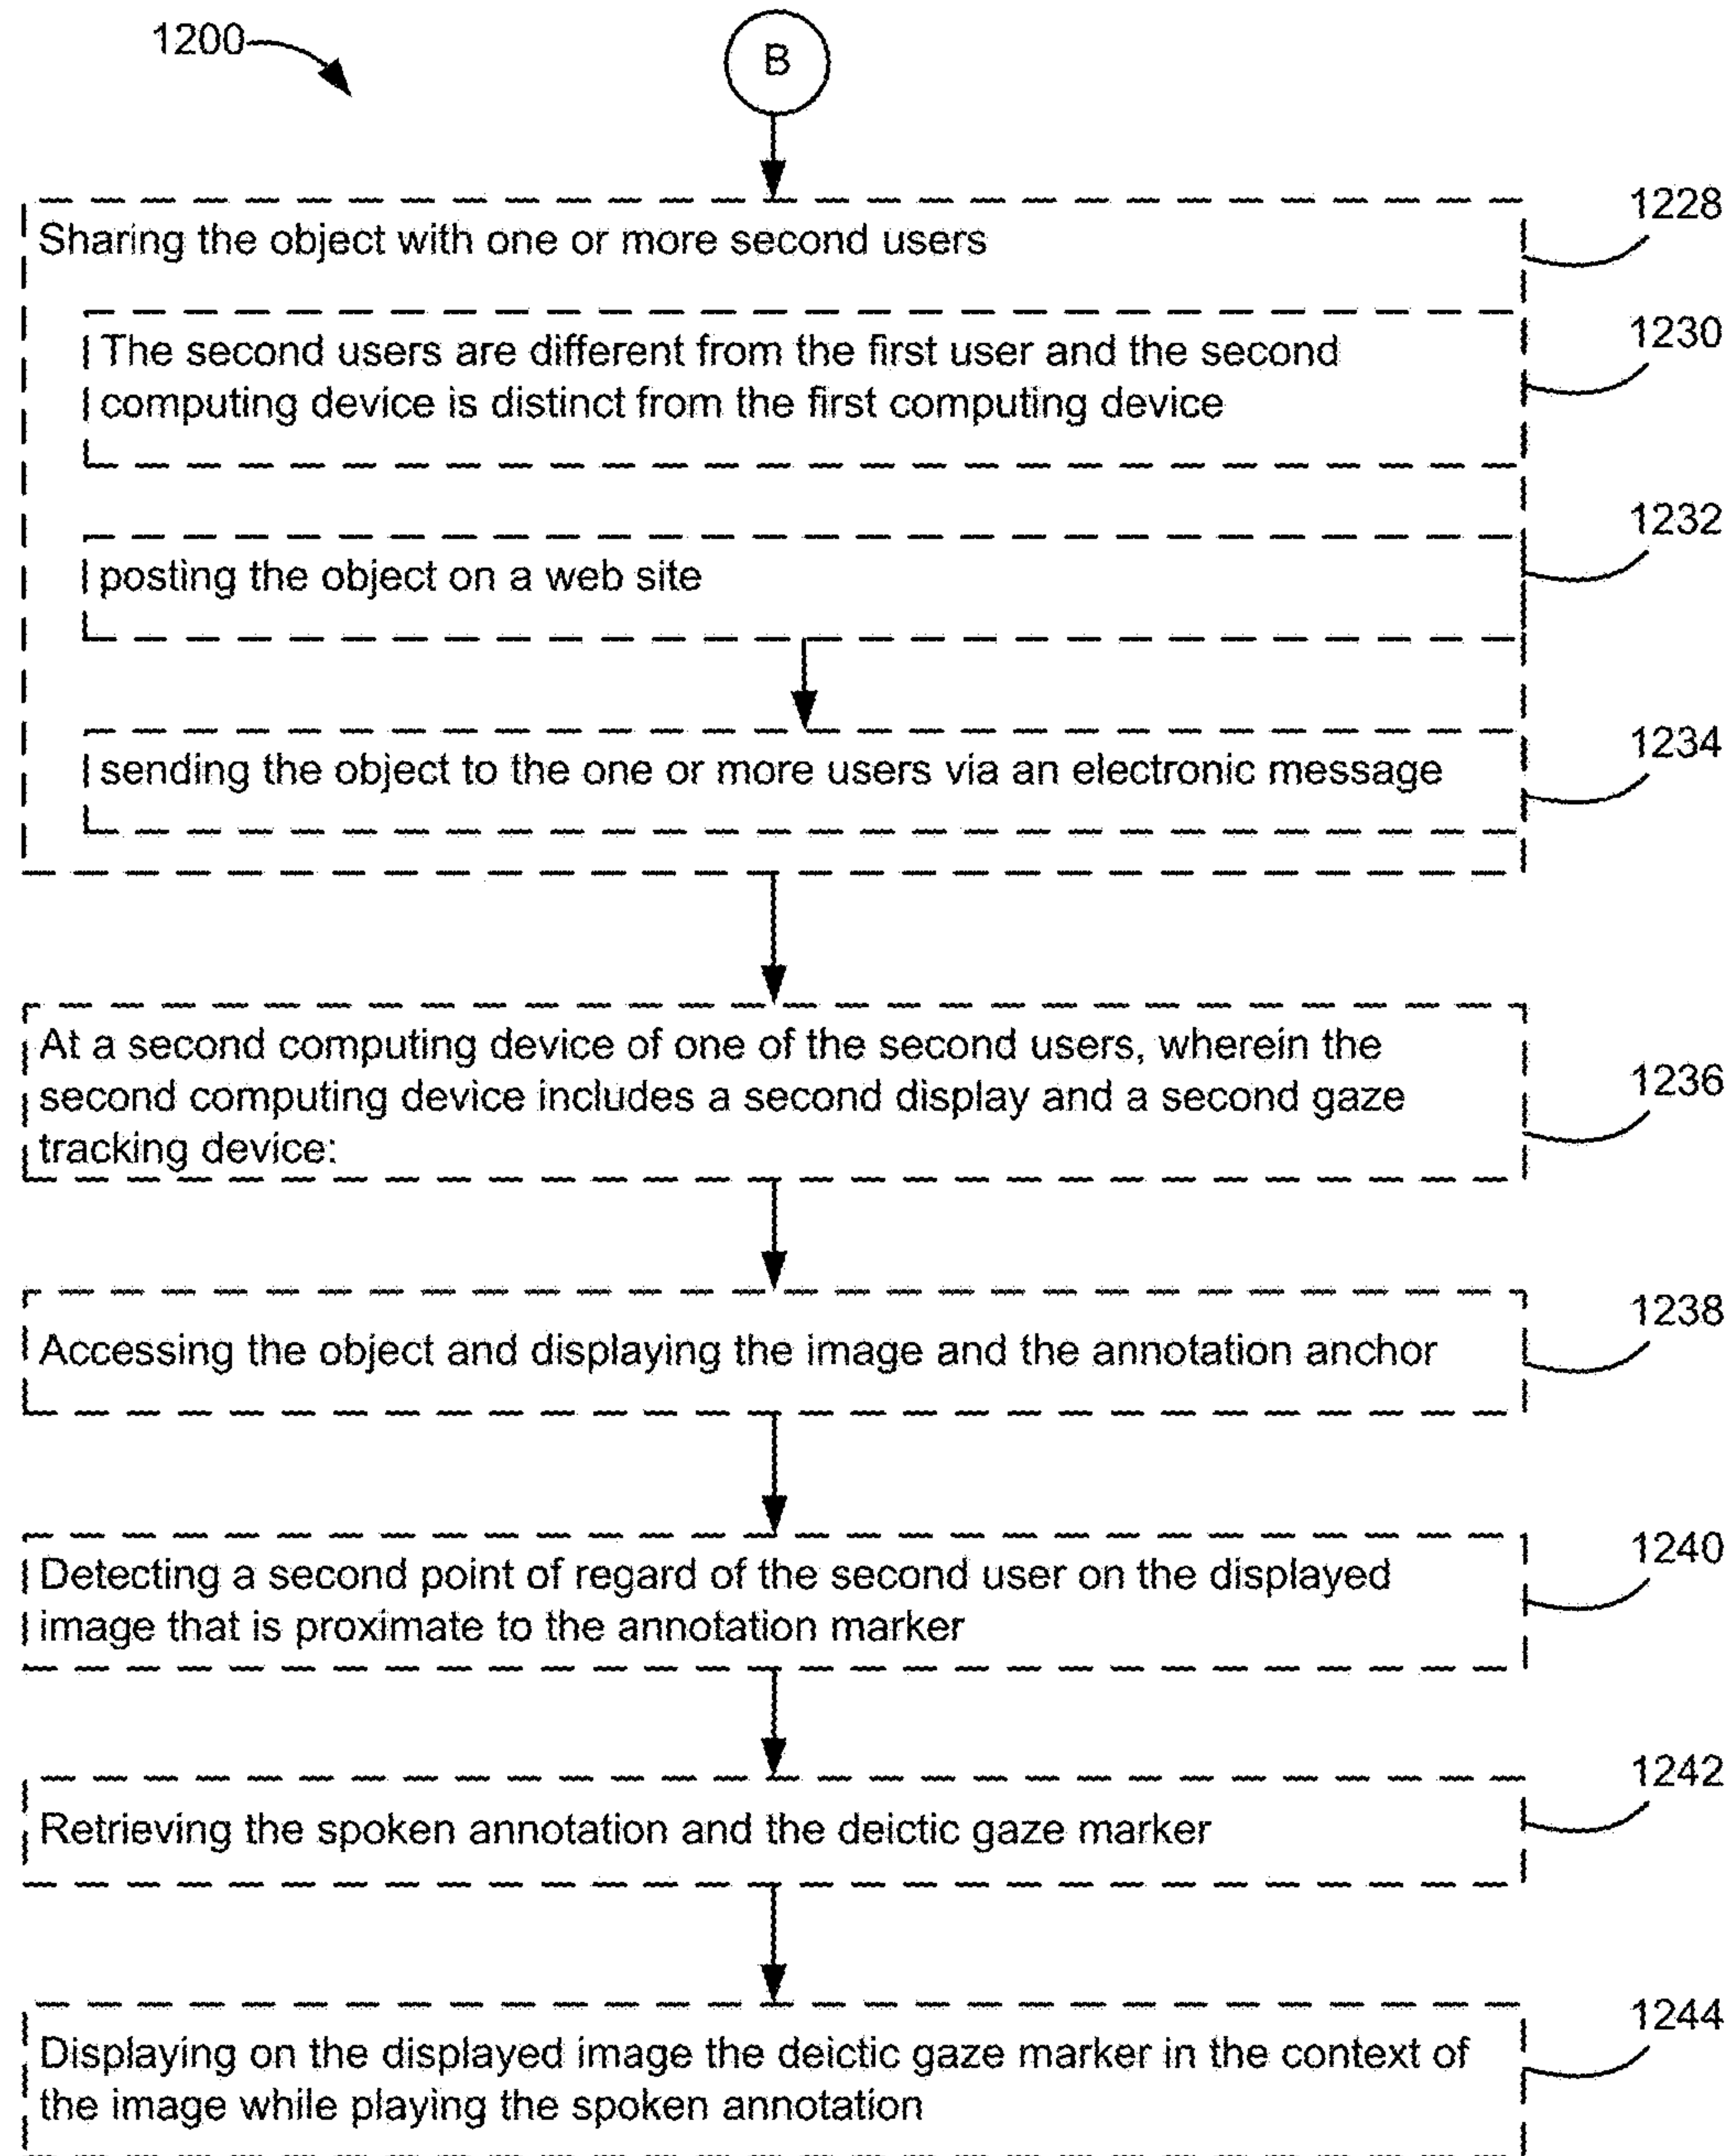 1200
B
1228
Sharing the object with one or more second users
1230
The second users are different from the first user and the second
computing device is distinct from the first computing device
1232
posting the object on a web site
1234
sending the object to the one or more users via an electronic message
At a second computing device of one of the second users, wherein the
second computing device includes a second display and a second gaze
1236
tracking device:
1238
Accessing the object and displaying the image and the annotation anchor
1240
Detecting a second point of regard of the second user on the displayed
image that is proximate to the annotation marker
1242
Retrieving the spoken annotation and the deictic gaze marker
1244
Displaying on the displayed image the deictic gaze marker in the context of
the image while playing the spoken annotation